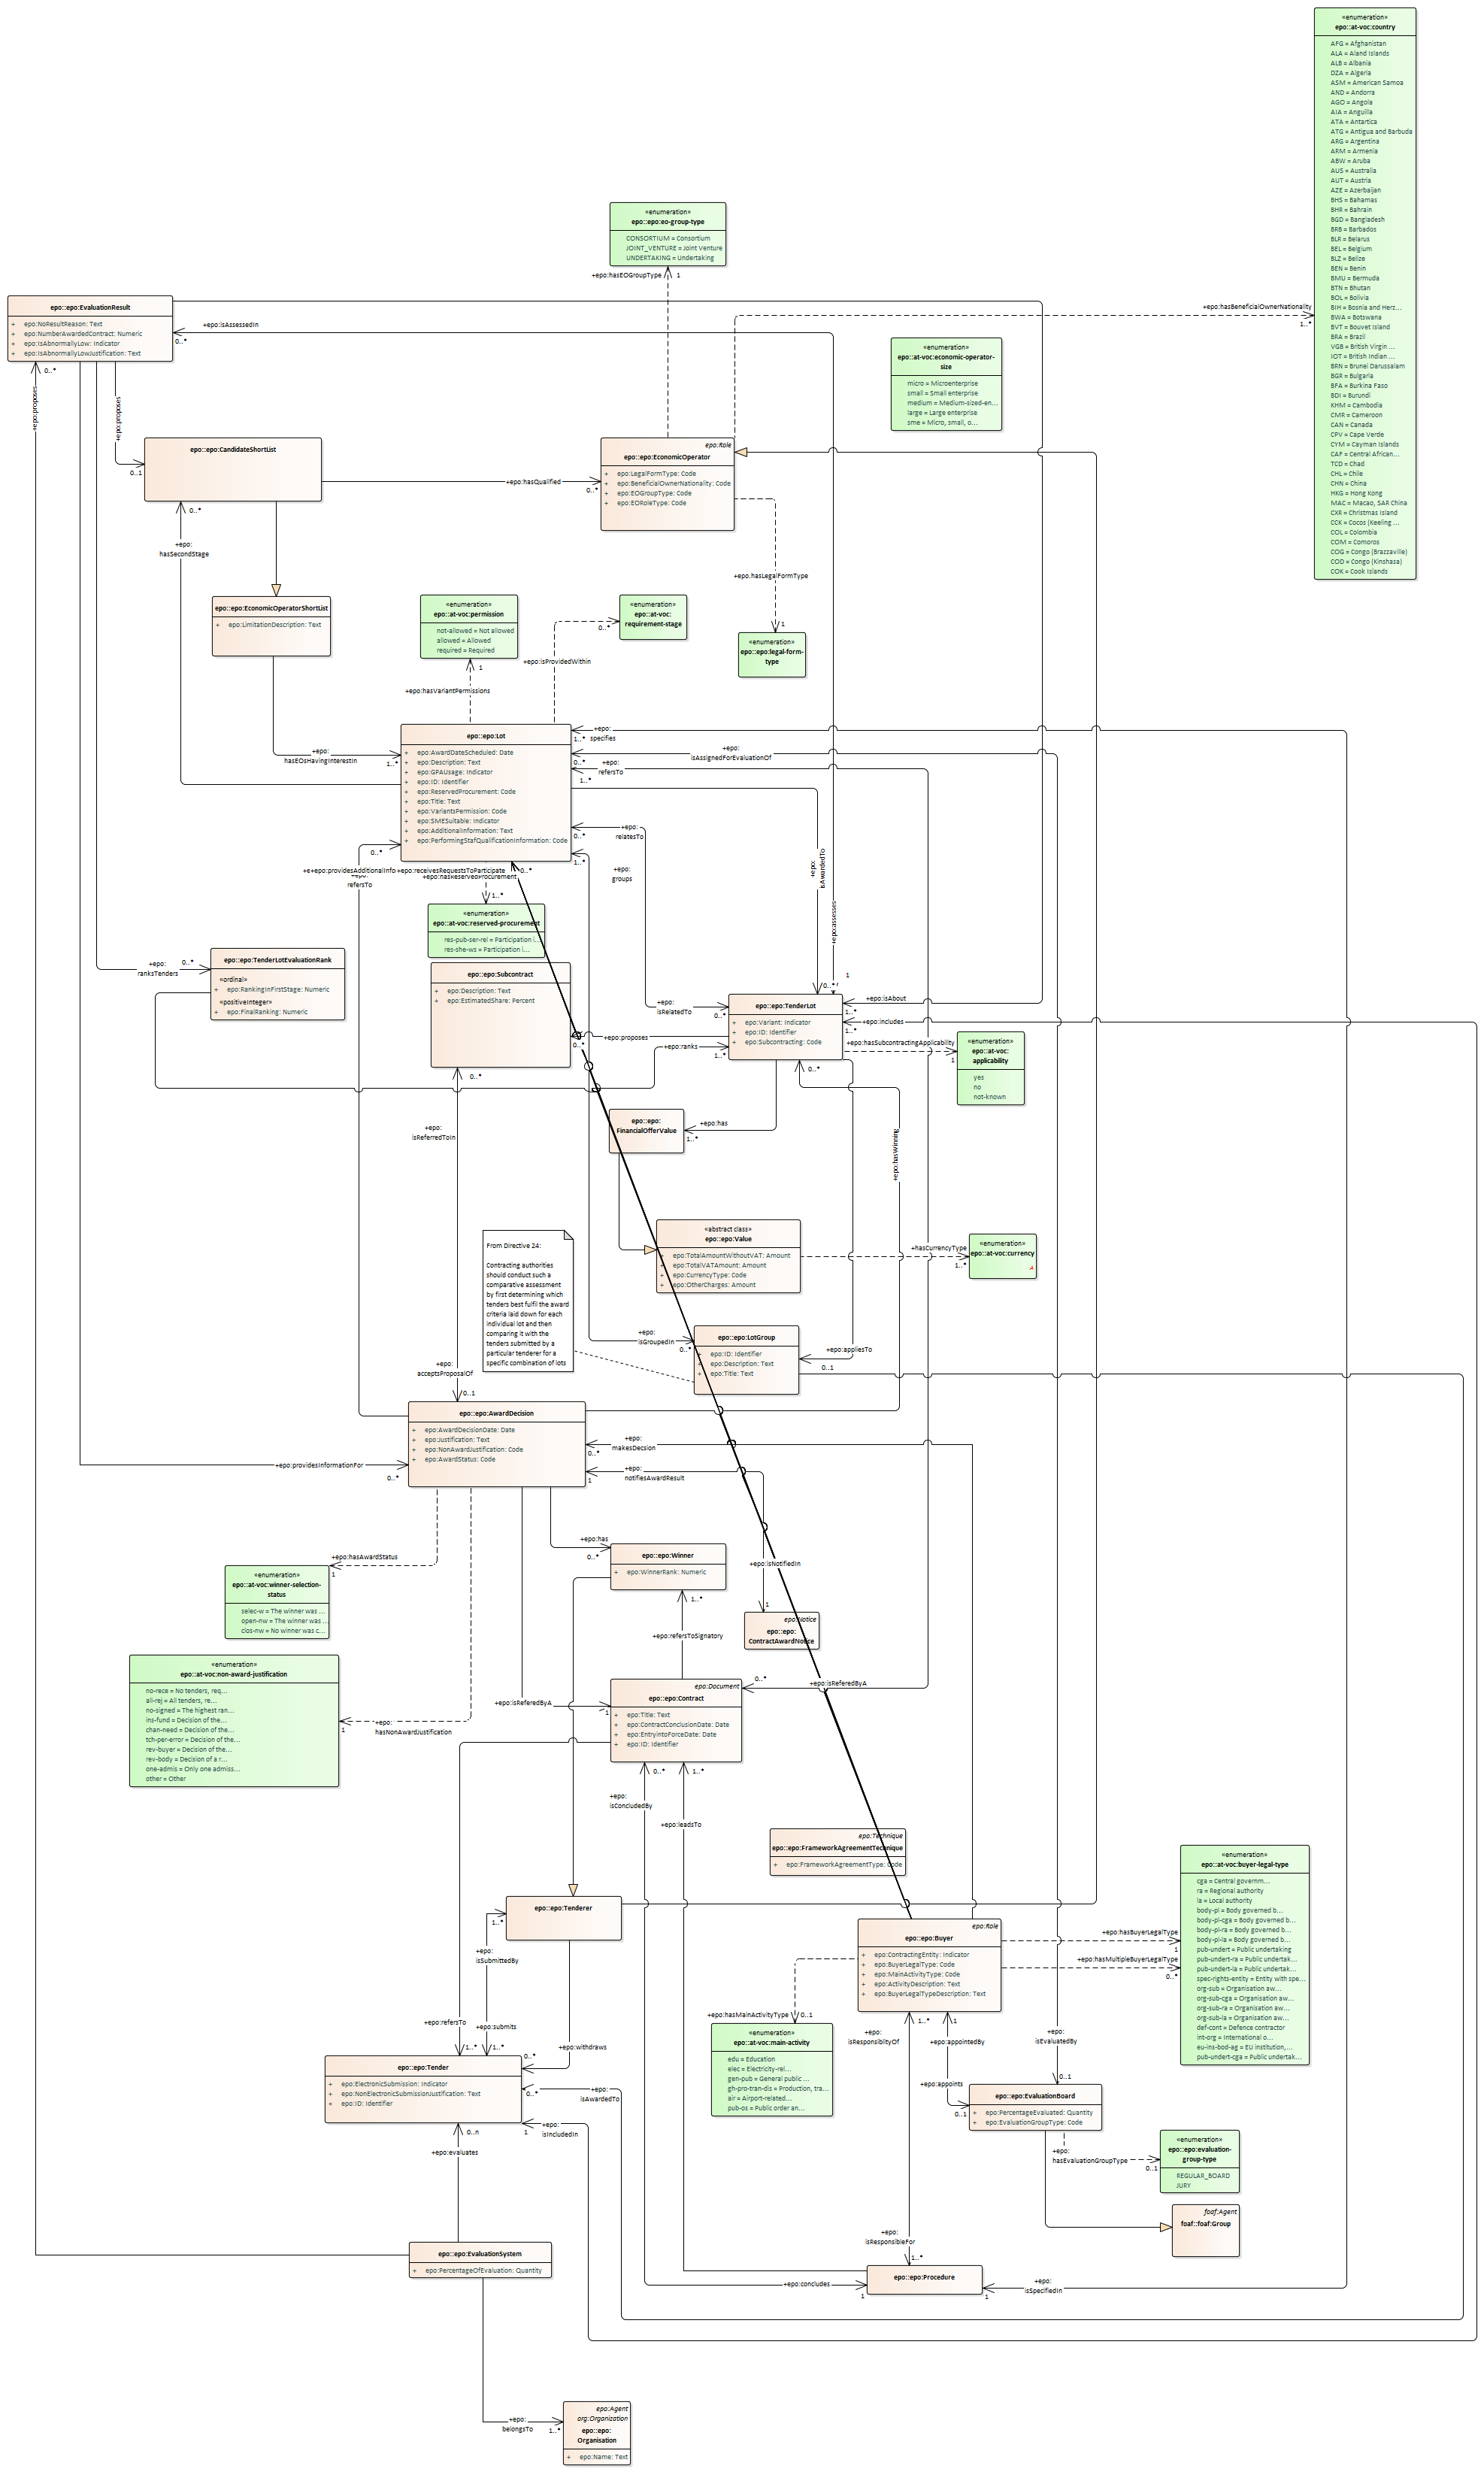 «enumeration»
epo::at-voc:country
AFG = Afghanistan
ALA = Aland Islands
ALB = Albania
DZA = Algeria
ASM = American Samoa
AND = Andorra
AGO = Angola
AIA = Anguilla
ATA = Antartica
ATG = Antigua and Barbuda
ARG = Argentina
ARM = Armenia
ABW = Aruba
AUS = Australia
AUT = Austria
AZE = Azerbaijan
BHS = Bahamas
BHR = Bahrain
BGD = Bangladesh
BRB = Barbados
BLR = Belarus
BEL = Belgium
BLZ = Belize
BEN = Benin
BMU = Bermuda
BTN = Bhutan
BOL = Bolivia
BIH = Bosnia and Herz...
BWA = Botswana
BVT = Bouvet Island
BRA = Brazil
VGB = British Virgin ...
IOT = British Indian ...
BRN = Brunei Darussalam
BGR = Bulgaria
BFA = Burkina Faso
BDI = Burundi
KHM = Cambodia
CMR = Cameroon
CAN = Canada
CPV = Cape Verde
CYM = Cayman Islands
CAF = Central African...
TCD = Chad
CHL = Chile
CHN = China
HKG = Hong Kong
MAC = Macao, SAR China
CXR = Christmas Island
CCK = Cocos (Keeling ...
COL = Colombia
COM = Comoros
COG = Congo (Brazzaville)
COD = Congo (Kinshasa)
COK = Cook Islands
«enumeration»
epo::epo:eo-group-type
CONSORTIUM = Consortium
JOINT_VENTURE = Joint Venture
UNDERTAKING = Undertaking
+epo:hasEOGroupType 1
+epo:hasBeneficialOwnerNationality
1..*
epo::epo:EvaluationResult
+ epo:NoResultReason: Text
+ epo:NumberAwardedContract: Numeric
+ epo:IsAbnormallyLow: Indicator
+ epo:IsAbnormallyLowJustification: Text
+epo:isAssessedIn
0..*
0..*
+epo:proposes
+epo:proposes
0..1
«enumeration»
epo::at-voc:economic-operator-
size
micro = Microenterprise
small = Small enterprise
medium = Medium-sized-en...
large = Large enterprise
sme = Micro, small, o...
epo::epo:CandidateShortList
+epo:hasQualified
0..*
epo:Role
epo::epo:EconomicOperator
+ epo:LegalFormType: Code
+ epo:BeneficialOwnerNationality: Code
+ epo:EOGroupType: Code
+ epo:EORoleType: Code
0..*
+epo:
hasSecondStage
+epo.hasLegalFormType
1
«enumeration»
epo::epo:legal-form-
type
epo::epo:EconomicOperatorShortList
+ epo:LimitationDescription: Text
«enumeration»
epo::at-voc:permission
not-allowed = Not allowed
allowed = Allowed
required = Required
1
+epo:hasVariantPermissions
«enumeration»
epo::at-voc:
requirement-stage
0..*
+epo:isProvidedWithin
+epo:
hasEOsHavingInterestIn
1..*
epo::epo:Lot
+ epo:AwardDateScheduled: Date
+ epo:Description: Text
+ epo:GPAUsage: Indicator
+ epo:ID: Identifier
+ epo:ReservedProcurement: Code
+ epo:Title: Text
+ epo:VariantsPermission: Code
+ epo:SMESuitable: Indicator
+ epo:AdditionalInformation: Text
+ epo:PerformingStafQualificationInformation: Code
+epo:
specifies
1..*
+epo:
isAssignedForEvaluationOf
0..*
+epo:
refersTo
1..*
+epo:
relatesTo
0..*
+epo:
groups
1..*
+epo:
isAwardedTo
+epo:assesses
0..*
+epo:providesAdditionalInfo
+epo:receivesRequestsToParticipate
refersTo
+epo:hasReservedProcurement
1..*
0..*
«enumeration»
epo::at-voc:reserved-procurement
res-pub-ser-rel = Participation i...
res-she-ws = Participation i...
epo::epo:TenderLotEvaluationRank
«ordinal»
+ epo:RankingInFirstStage: Numeric
«positiveInteger»
+ epo:FinalRanking: Numeric
+epo:
ranksTenders
0..*
epo::epo:Subcontract
+ epo:Description: Text
+ epo:EstimatedShare: Percent
+epo:
isRelatedTo
0..*
1
0..*
epo::epo:TenderLot
+ epo:Variant: Indicator
+ epo:ID: Identifier
+ epo:Subcontracting: Code
+epo:isAbout
1..*
+epo:includes
1..*
+epo:proposes
0..*
+epo:ranks
1..*
+epo:hasSubcontractingApplicability
1
«enumeration»
epo::at-voc:
applicability
yes
no
not-known
0..*
+epo:
isReferredToIn
0..*
+epo:hasWinning
epo::epo:
FinancialOfferValue
+epo:has
1..*
«abstract class»
epo::epo:Value
+ epo:TotalAmountWithoutVAT: Amount
+ epo:TotalVATAmount: Amount
+ epo:CurrencyType: Code
+ epo:OtherCharges: Amount
+hasCurrencyType
1..*
«enumeration»
epo::at-voc:currency
From Directive 24:
Contracting authorities
should conduct such a
comparative assessment
by first determining which
tenders best fulfil the award
criteria laid down for each
individual lot and then
comparing it with the
tenders submitted by a
particular tenderer for a
specific combination of lots
+epo:
isGroupedIn
0..*
epo::epo:LotGroup
+ epo:ID: Identifier
+ epo:Description: Text
+ epo:Title: Text
+epo:appliesTo
0..1
+epo:
acceptsProposalOf
0..1
epo::epo:AwardDecision
+ epo:AwardDecisionDate: Date
+ epo:Justification: Text
+ epo:NonAwardJustification: Code
+ epo:AwardStatus: Code
+epo:providesInformationFor
0..*
+epo:
makesDecsion
0..*
+epo:
notifiesAwardResult
1
+epo:hasAwardStatus
1
«enumeration»
epo::at-voc:winner-selection-
status
selec-w = The winner was ...
open-nw = The winner was ...
clos-nw = No winner was c...
+epo:has
0..*
epo::epo:Winner
+ epo:WinnerRank: Numeric
1..*
+epo:refersToSignatory
+epo:isNotifiedIn
1
epo:Notice
epo::epo:
ContractAwardNotice
«enumeration»
epo::at-voc:non-award-justification
no-rece = No tenders, req...
all-rej = All tenders, re...
no-signed = The highest ran...
ins-fund = Decision of the...
chan-need = Decision of the...
tch-per-error = Decision of the...
rev-buyer = Decision of the...
rev-body = Decision of a r...
one-admis = Only one admiss...
other = Other
1
+epo:
hasNonAwardJustification
+epo:isReferedByA
1
epo:Document
epo::epo:Contract
+ epo:Title: Text
+ epo:ContractConclusionDate: Date
+ epo:EntryintoForceDate: Date
+ epo:ID: Identifier
0..*
+epo:isReferedByA
0..*
1..*
+epo:
isConcludedBy
+epo:leadsTo
epo:Technique
epo::epo:FrameworkAgreementTechnique
+ epo:FrameworkAgreementType: Code
«enumeration»
epo::at-voc:buyer-legal-type
cga = Central governm...
ra = Regional authority
la = Local authority
body-pl = Body governed b...
body-pl-cga = Body governed b...
body-pl-ra = Body governed b...
body-pl-la = Body governed b...
pub-undert = Public undertaking
pub-undert-ra = Public undertak...
pub-undert-la = Public undertak...
spec-rights-entity = Entity with spe...
org-sub = Organisation aw...
org-sub-cga = Organisation aw...
org-sub-ra = Organisation aw...
org-sub-la = Organisation aw...
def-cont = Defence contractor
int-org = International o...
eu-ins-bod-ag = EU institution,...
pub-undert-cga = Public undertak...
epo::epo:Tenderer
1..*
+epo:
isSubmittedBy
epo:Role
epo::epo:Buyer
+ epo:ContractingEntity: Indicator
+ epo:BuyerLegalType: Code
+ epo:MainActivityType: Code
+ epo:ActivityDescription: Text
+ epo:BuyerLegalTypeDescription: Text
+epo:hasBuyerLegalType
1
+epo:hasMultipleBuyerLegalType
0..*
+epo:hasMainActivityType
0..1
«enumeration»
epo::at-voc:main-activity
edu = Education
elec = Electricity-rel...
gen-pub = General public ...
gh-pro-tran-dis = Production, tra...
air = Airport-related...
pub-os = Public order an...
+epo:
isResponsiblityOf
1..*
1
+epo:appointedBy
+epo:
isEvaluatedBy
0..1
+epo:refersTo
1..*
+epo:submits
1..*
+epo:withdraws
0..*
epo::epo:Tender
+ epo:ElectronicSubmission: Indicator
+ epo:NonElectronicSubmissionJustification: Text
+ epo:ID: Identifier
+epo:
isAwardedTo
0..*
+epo:
isIncludedIn
1
+epo:appoints
0..1
epo::epo:EvaluationBoard
+ epo:PercentageEvaluated: Quantity
+ epo:EvaluationGroupType: Code
+epo:
hasEvaluationGroupType
0..1
«enumeration»
epo::epo:evaluation-
group-type
REGULAR_BOARD
JURY
0..n
+epo:evaluates
foaf:Agent
foaf::foaf:Group
epo::epo:EvaluationSystem
+ epo:PercentageOfEvaluation: Quantity
+epo:
isResponsibleFor
1..*
epo::epo:Procedure
+epo:concludes
1
+epo:
isSpecifiedIn
1
+epo:
belongsTo
1..*
epo:Agent
org:Organization
epo::epo:
Organisation
+ epo:Name: Text